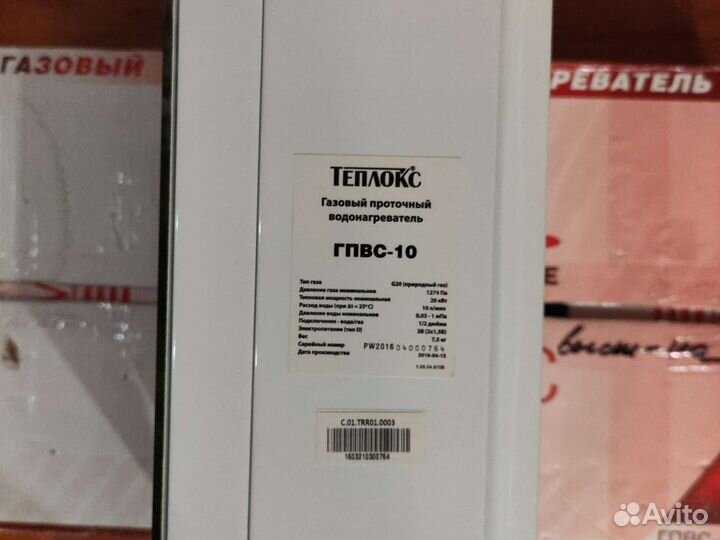 ГАЗОВЫЙ
РЕВАТЕЛЬ
ТЕПЛОКС®
Газовый проточный
водонагреватель
ГПВС-10
Тип газа G20 (природный газ)
Давление газа номинальное 1274 Па
Тепловая мощность номинальная 20 кВт
Расход воды (при Δt = 25°C) 10 л/мин
Давление воды номинальное 0,03 - 1 мПа
Подключения - вода/газ 1/2 дюйма
Электропитание (тип D) 3В (2x1,5В)
Вес 7,5 кг
Серийный номер PW201604000764
Дата производства 2016-04-12
1.05.04.0108
C.01.TRR01.0003
1603210300764
ГПВС
Avito